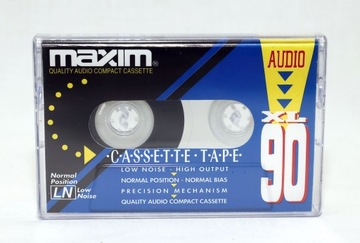 maxim®
QUALITY AUDIO COMPACT CASSETTE
AUDIO
XL
90
·CASSETTE·TAPE·
LOW NOISE - HIGH OUTPUT
NORMAL POSITION - NORMAL BIAS
PRECISION MECHANISM
QUALITY AUDIO COMPACT CASSETTE
Normal
Position
LN Low
Noise